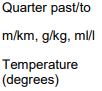 Quarter past/to
m/km, g/kg, ml/l
Temperature
(degrees)